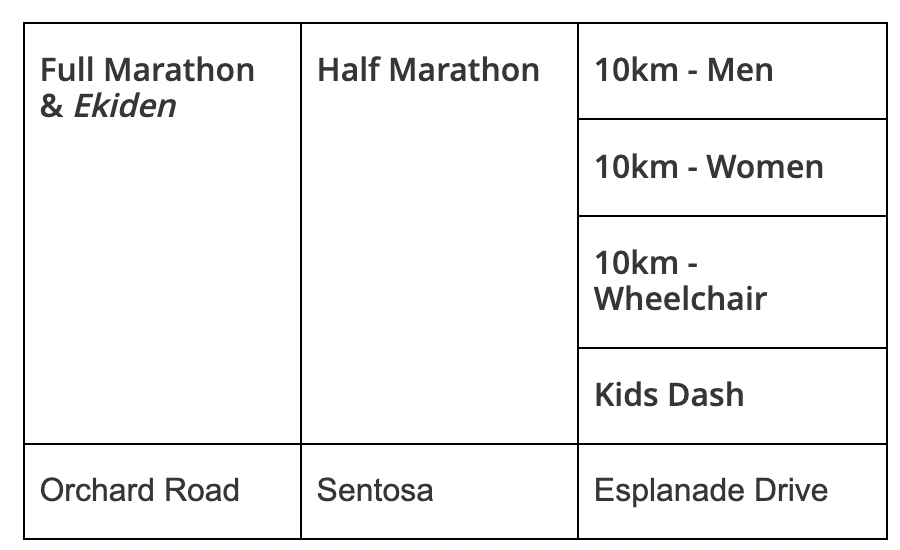 Full Marathon
& Ekiden
Half Marathon
10km - Men
10km - Women
10km -
Wheelchair
Kids Dash
Orchard Road
Sentosa
Esplanade Drive